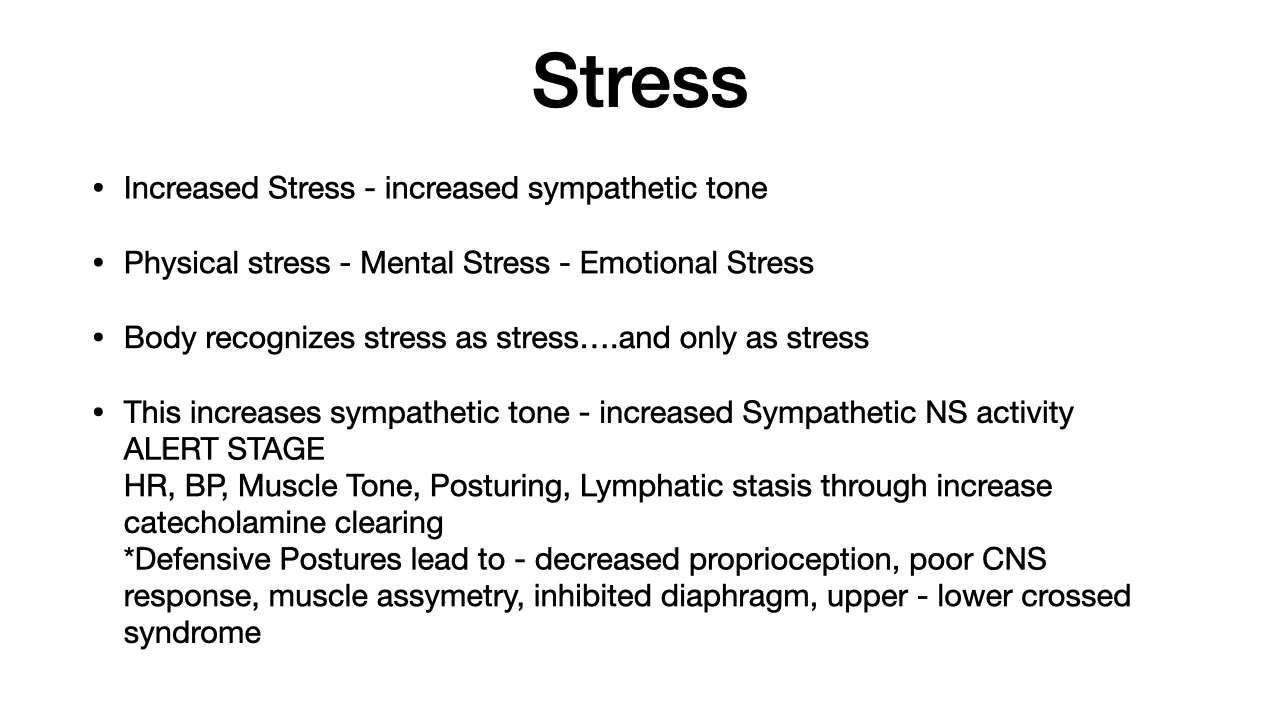 Stress
• Increased Stress - increased sympathetic tone
• Physical stress - Mental Stress - Emotional Stress
• Body recognizes stress as stress….and only as stress
• This increases sympathetic tone - increased Sympathetic NS activity
ALERT STAGE
HR, BP, Muscle Tone, Posturing, Lymphatic stasis through increase
catecholamine clearing
*Defensive Postures lead to - decreased proprioception, poor CNS
response, muscle assymetry, inhibited diaphragm, upper - lower crossed
syndrome